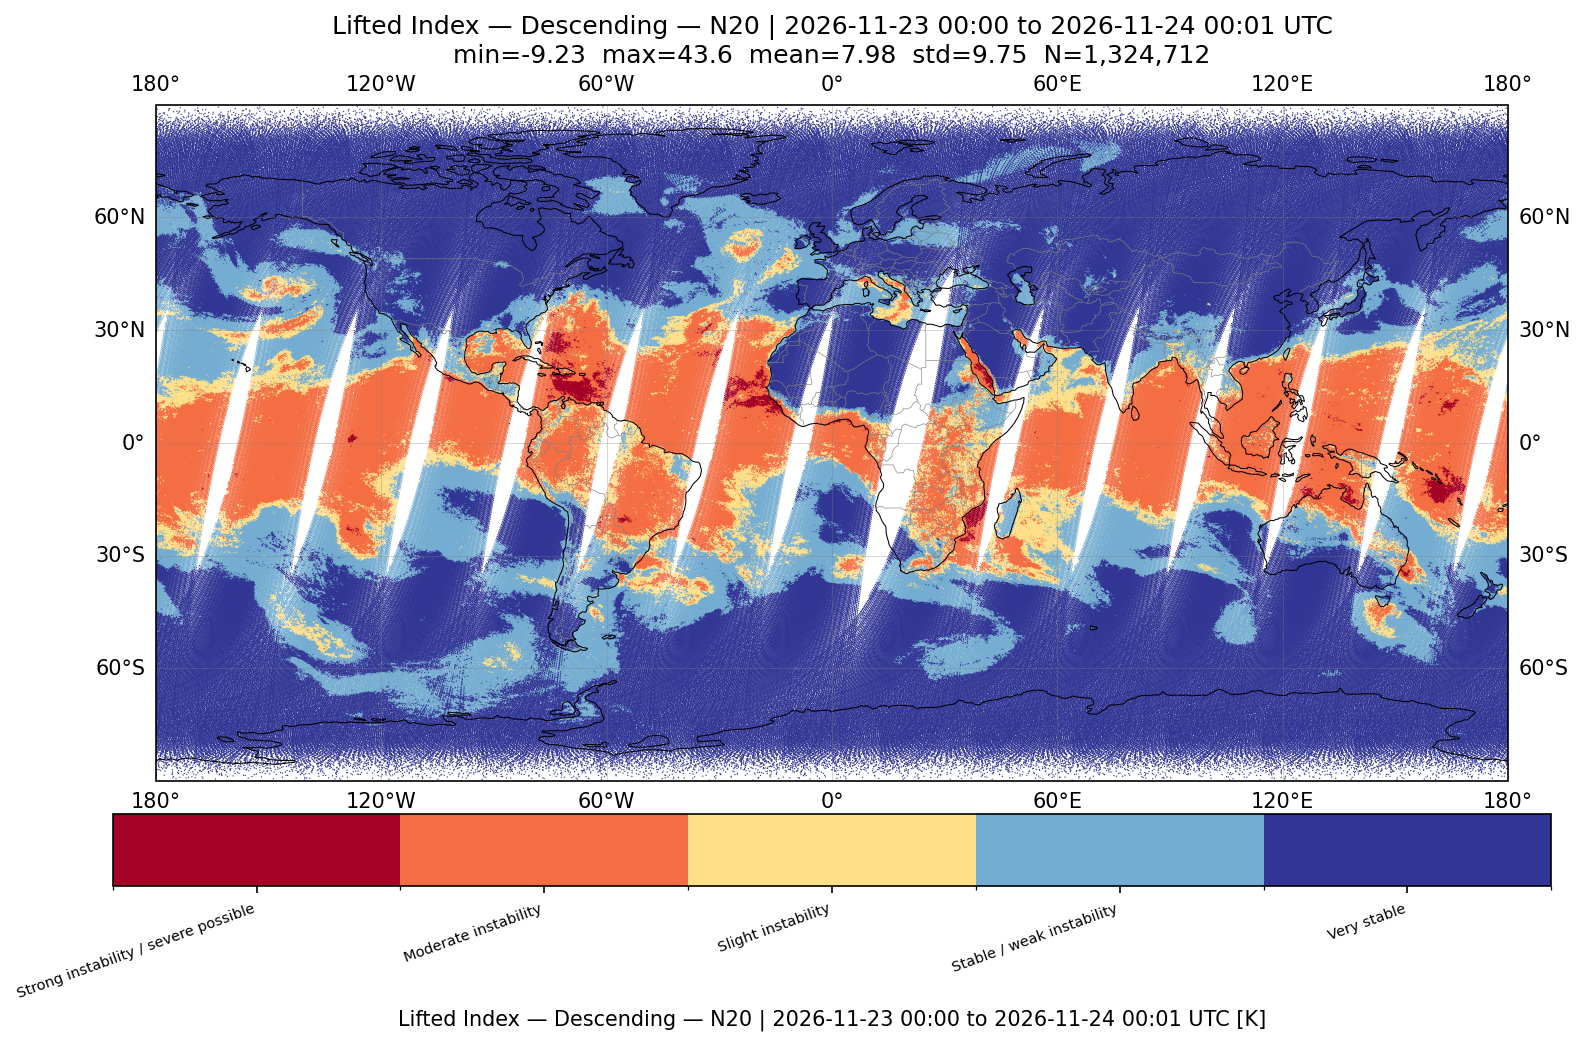 Lifted Index — Descending — N20 | 2026-11-23 00:00 to 2026-11-24 00:01 UTC
min=-9.23 max=43.6 mean=7.98 std=9.75 N=1,324,712
180° 120°W 60°W 0° 60°E 120°E 180°
60°N 60°N
30°N 30°N
0° 0°
30°S 30°S
60°S 60°S
180° 120°W 60°W 0° 60°E 120°E 180°
Strong instability / severe possible
Moderate instability
Slight instability
Stable / weak instability
Very stable
Lifted Index — Descending — N20 | 2026-11-23 00:00 to 2026-11-24 00:01 UTC [K]